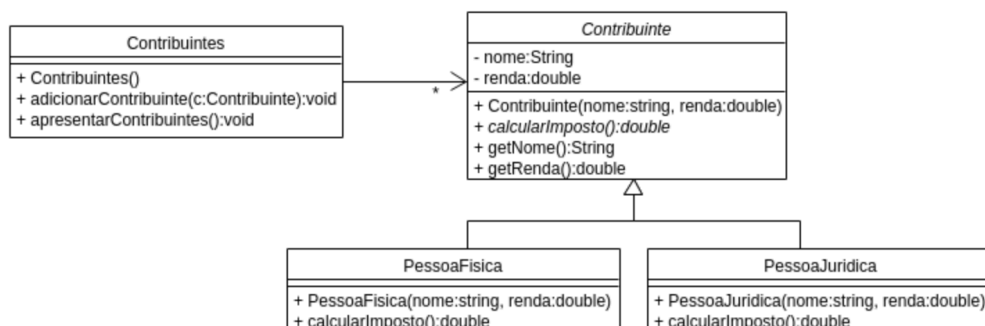 Contribuintes
+ Contribuintes()
+ adicionarContribuinte(c:Contribuinte):void
+ apresentarContribuintes():void
*
Contribuinte
- nome:String
- renda:double
+ Contribuinte(nome:string, renda:double)
+ calcularImposto():double
+ getNome():String
+ getRenda():double
PessoaFisica
+ PessoaFisica(nome:string, renda:double)
+ calcularImposto():double
PessoaJuridica
+ PessoaJuridica(nome:string, renda:double)
+ calcularImposto():double